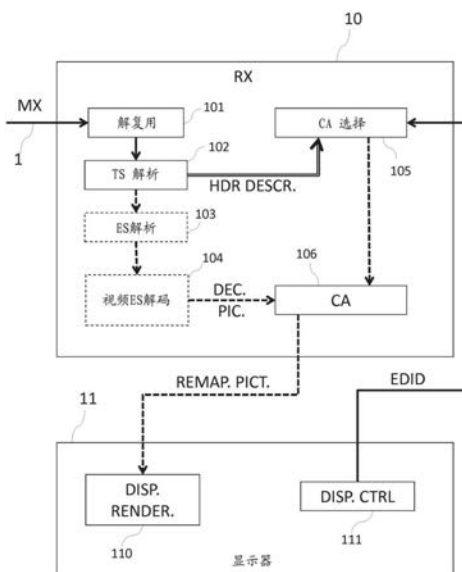 10
RX
MX
1
解复用
101
CA 选择
105
TS 解析
102
HDR DESCR.
ES解析
103
视频ES解码
104
DEC.
PIC.
106
CA
REMAP. PICT.
EDID
11
DISP.
RENDER.
110
DISP. CTRL
111
显示器